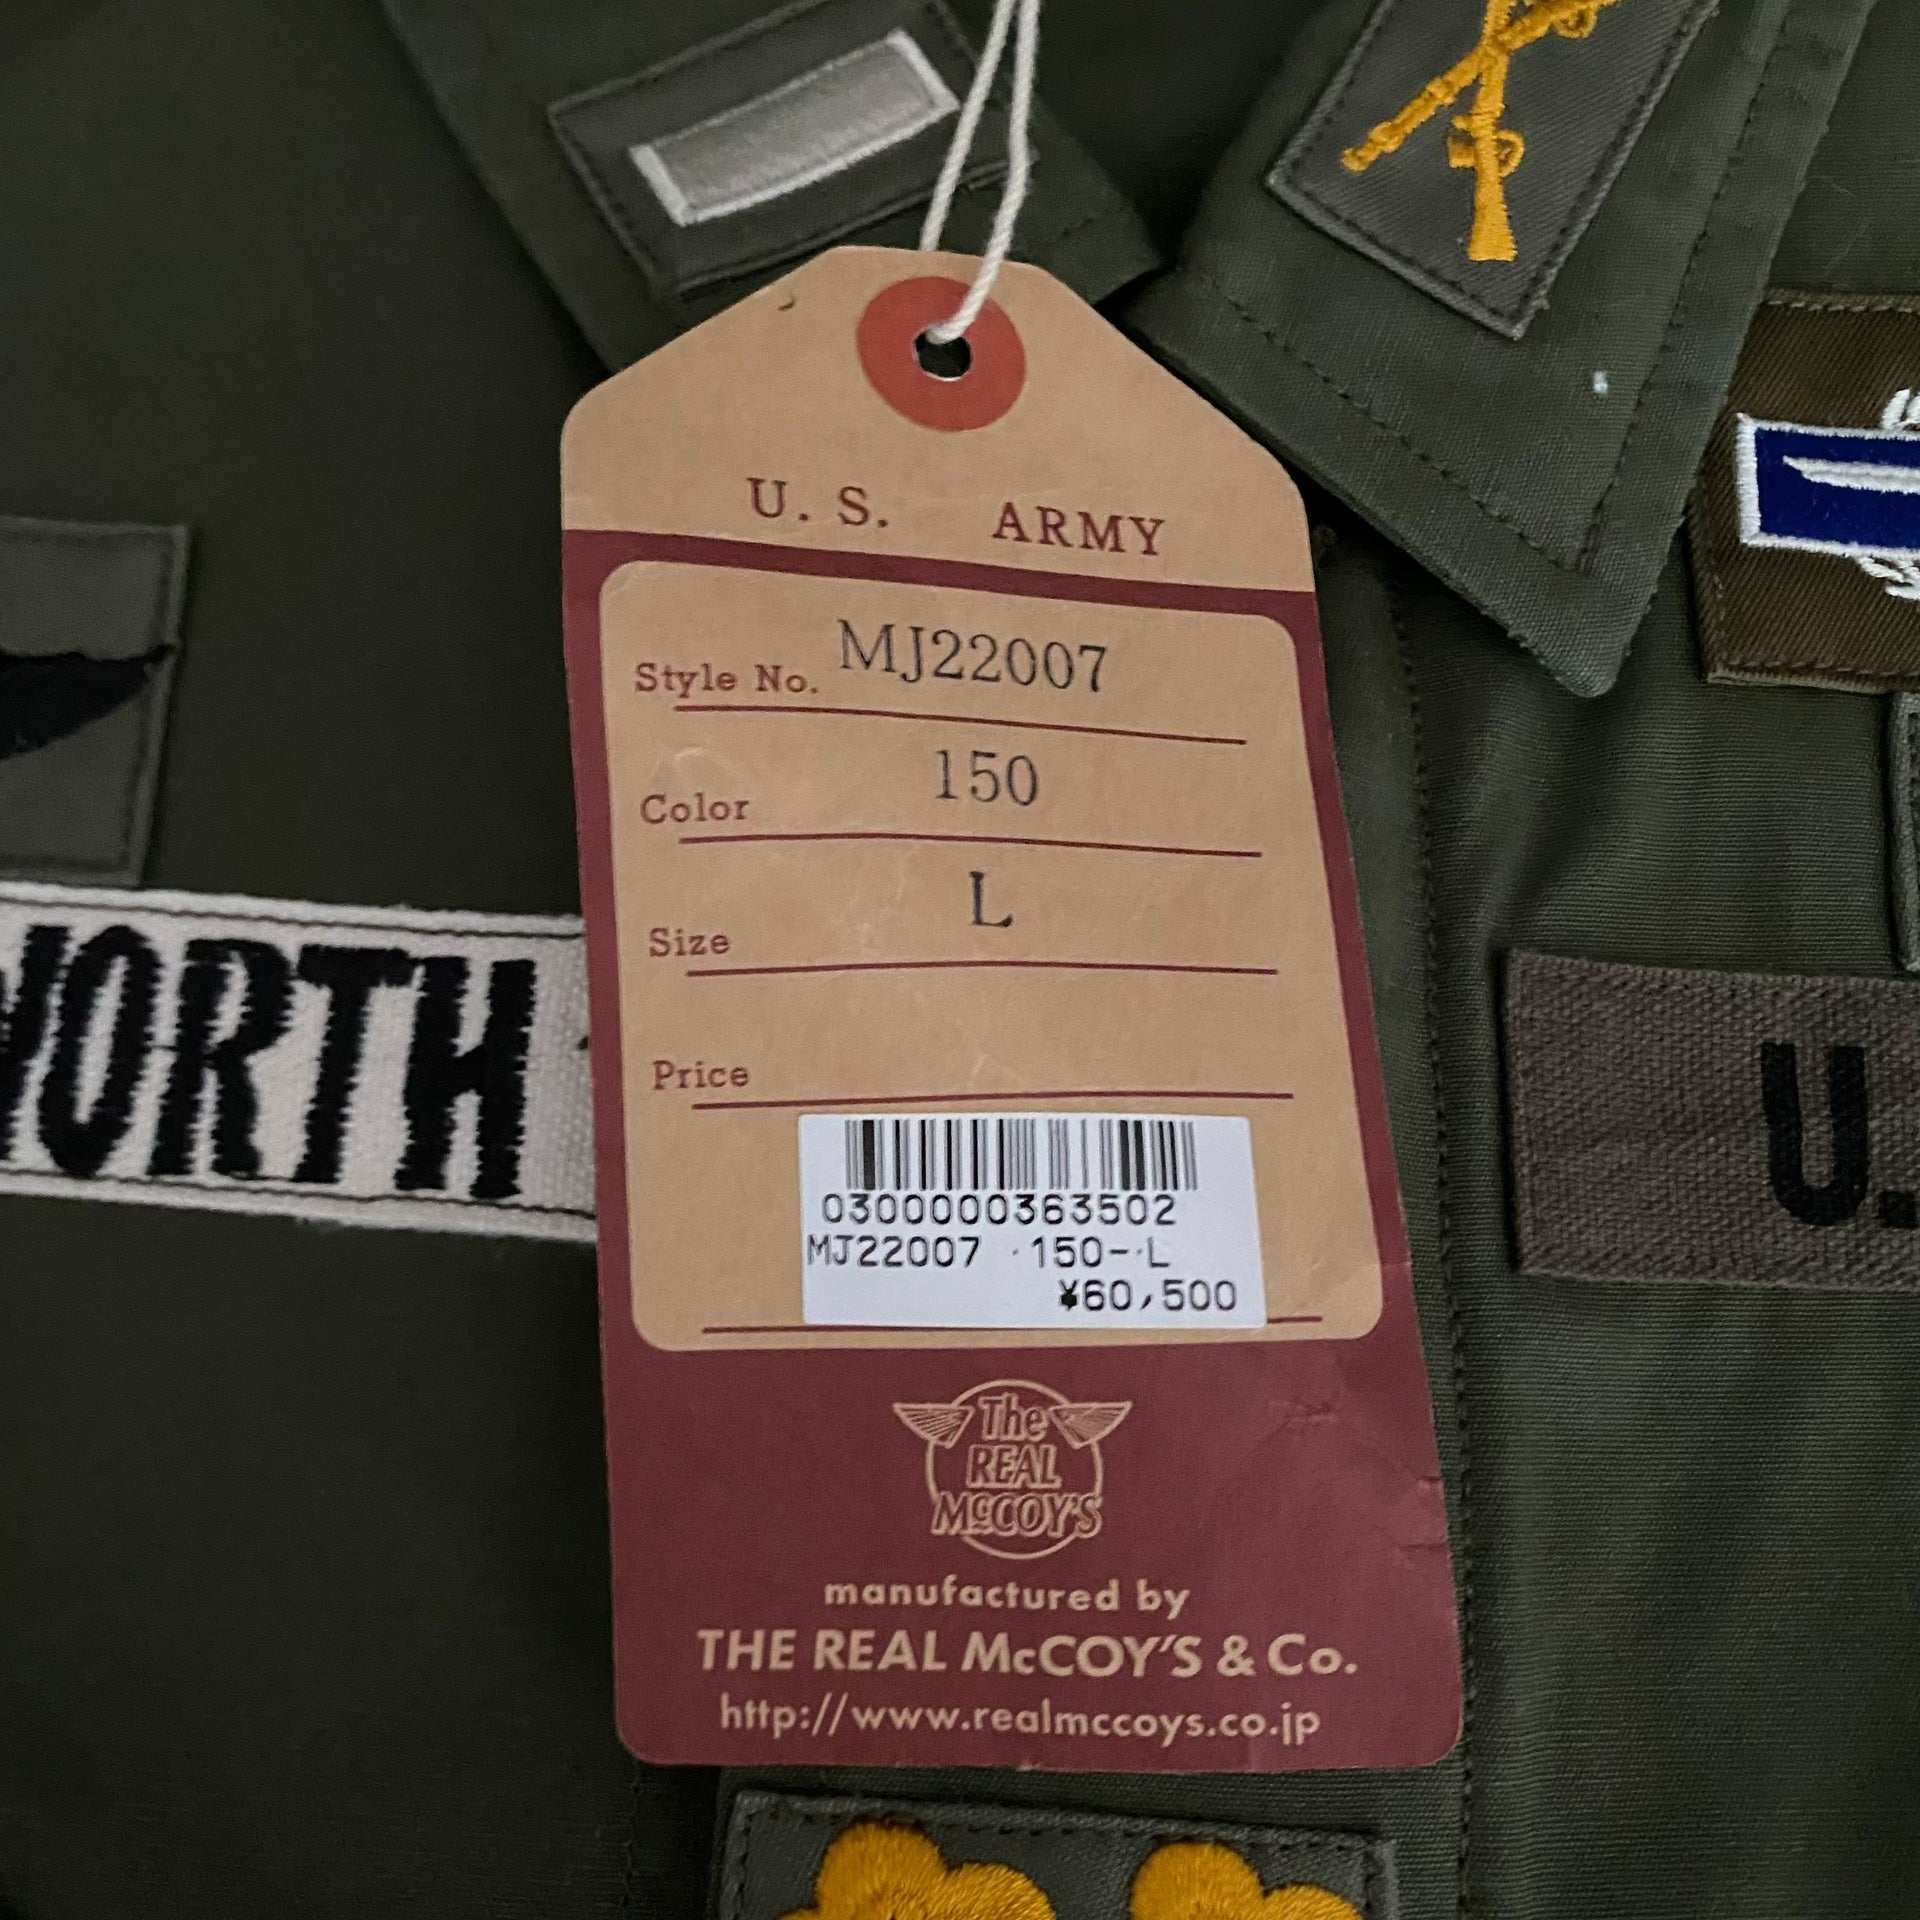 U. S. ARMY
Style No. MJ22007
Color 150
Size L
Price
0300000363502
MJ22007 ·150-·L
¥60,500
The
REAL
McCOY'S
manufactured by
THE REAL McCOY'S & Co.
http://www.realmccoys.co.jp
WORTH
U.